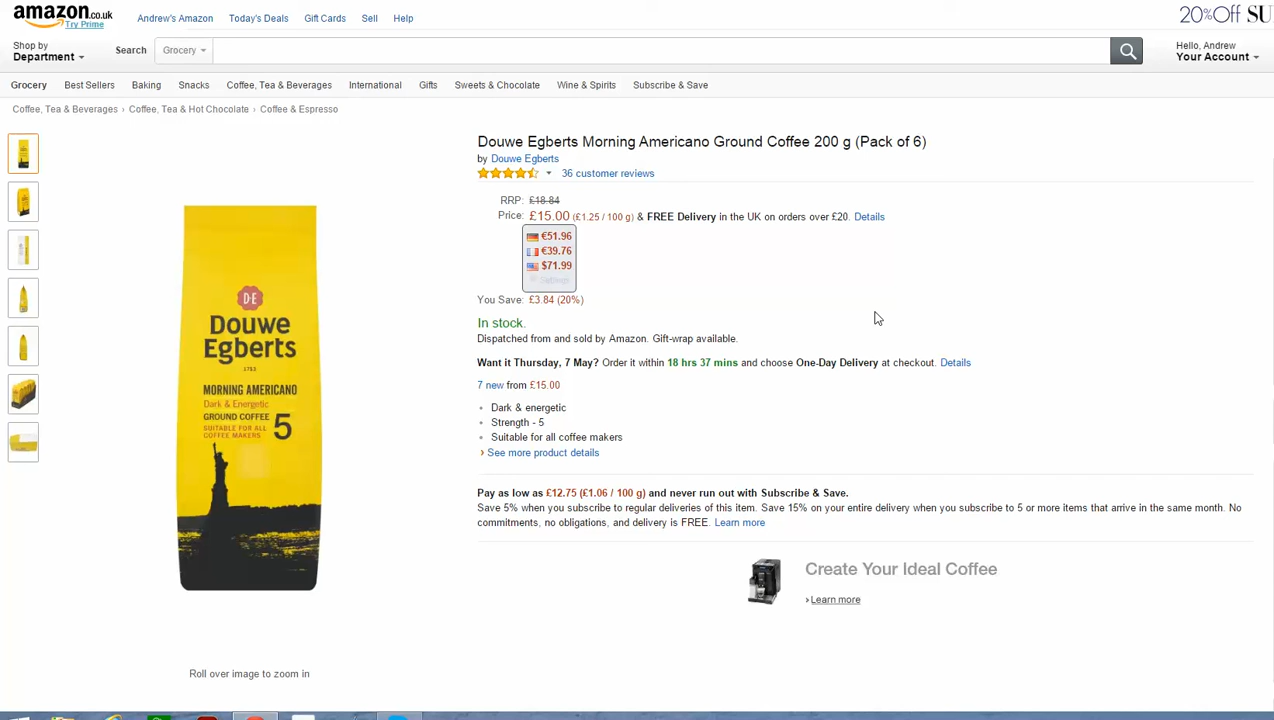 amazon.co.uk
Try Prime
Andrew's Amazon Today's Deals Gift Cards Sell Help
20%Off SU
Shop by
Department
Search Grocery
Hello, Andrew
Your Account
Grocery Best Sellers Baking Snacks Coffee, Tea & Beverages International Gifts Sweets & Chocolate Wine & Spirits Subscribe & Save
Coffee, Tea & Beverages › Coffee, Tea & Hot Chocolate › Coffee & Espresso
Douwe Egberts Morning Americano Ground Coffee 200 g (Pack of 6)
by Douwe Egberts
36 customer reviews
RRP: £18.84
Price: £15.00 (£1.25 / 100 g) & FREE Delivery in the UK on orders over £20. Details
€51.96
€39.76
$71.99
Settings
You Save: £3.84 (20%)
In stock.
Dispatched from and sold by Amazon. Gift-wrap available.
Want it Thursday, 7 May? Order it within 18 hrs 37 mins and choose One-Day Delivery at checkout. Details
7 new from £15.00
• Dark & energetic
• Strength - 5
• Suitable for all coffee makers
› See more product details
Pay as low as £12.75 (£1.06 / 100 g) and never run out with Subscribe & Save.
Save 5% when you subscribe to regular deliveries of this item. Save 15% on your entire delivery when you subscribe to 5 or more items that arrive in the same month. No
commitments, no obligations, and delivery is FREE. Learn more
Create Your Ideal Coffee
› Learn more
D·E
Douwe
Egberts
1753
MORNING AMERICANO
Dark & Energetic
GROUND COFFEE 5
SUITABLE FOR ALL
COFFEE MAKERS
Roll over image to zoom in